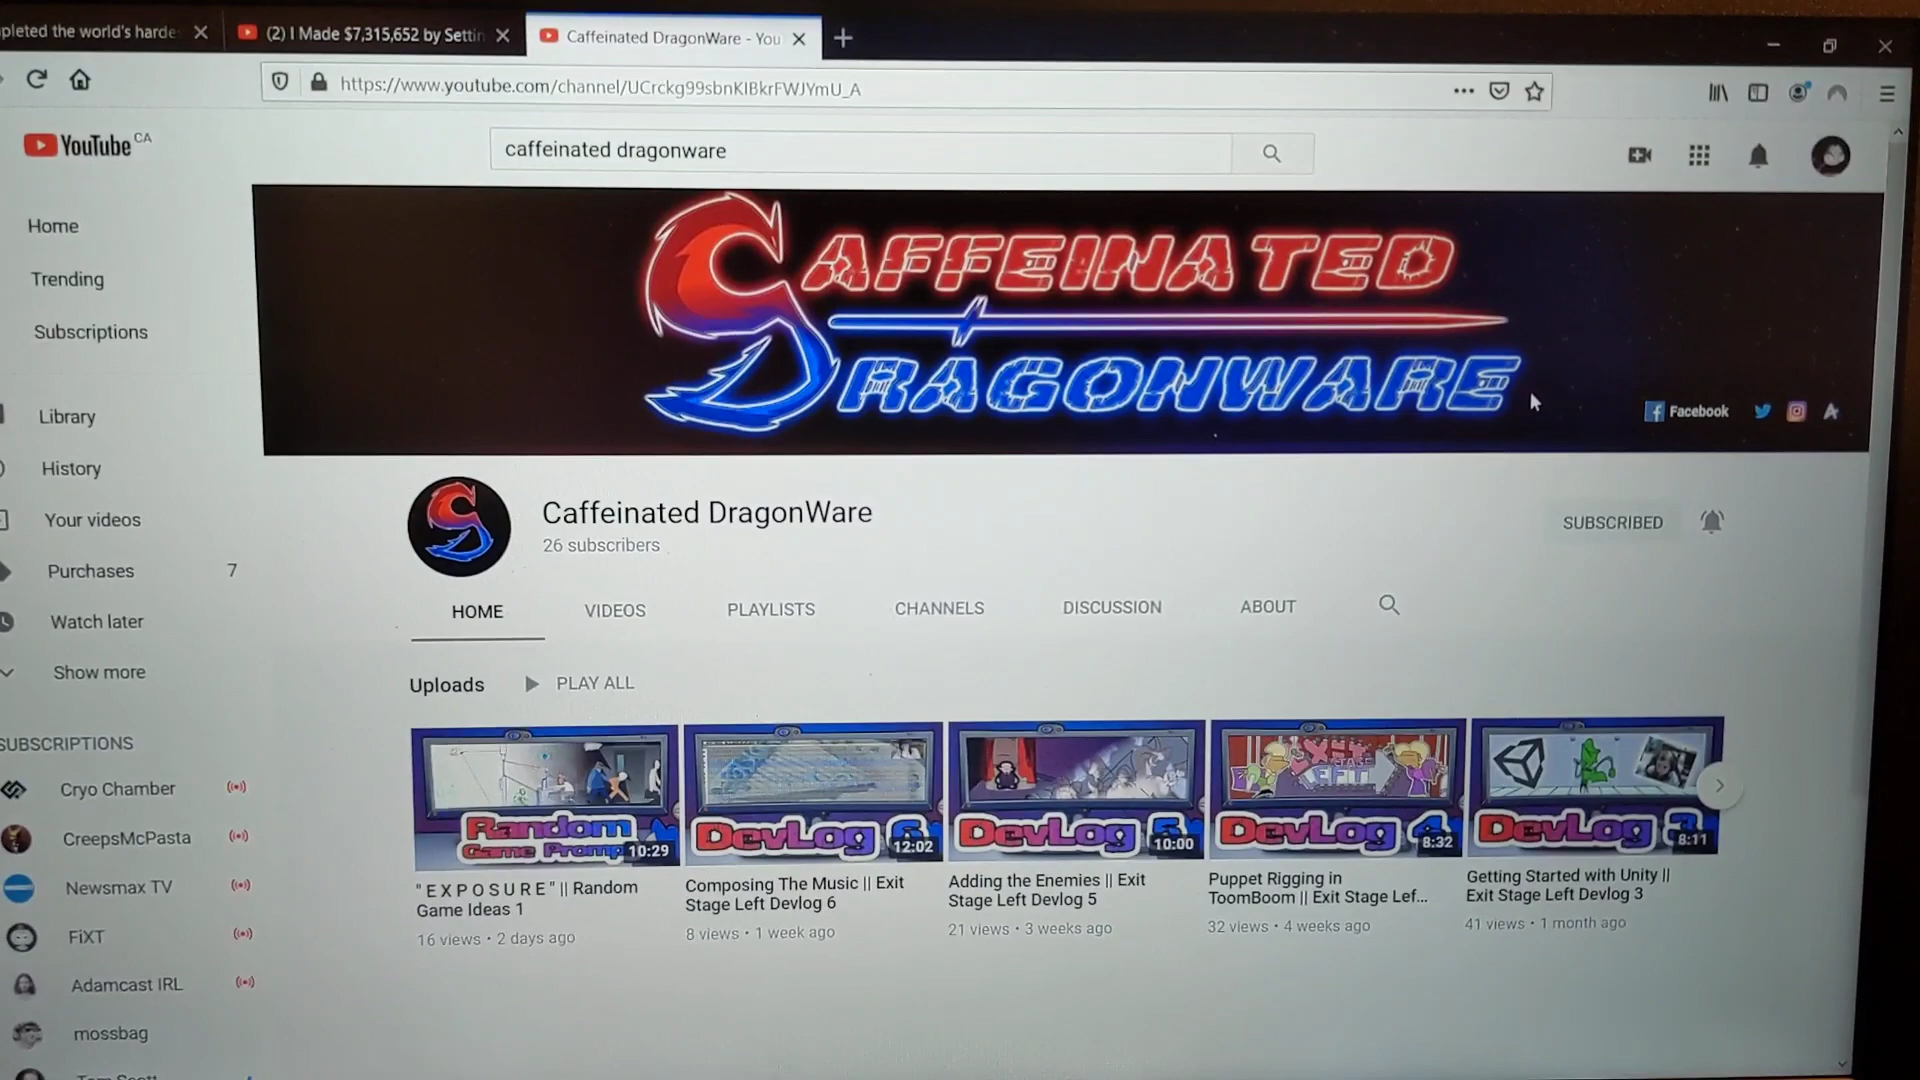 pleted the world's harde
(2) I Made $7,315,652 by Settin
Caffeinated DragonWare - You
https://www.youtube.com/channel/UCrckg99sbnKIBkrFWJYmU_A
YouTube CA
caffeinated dragonware
Home
Trending
Subscriptions
Library
History
Your videos
Purchases 7
Watch later
Show more
SUBSCRIPTIONS
Cryo Chamber
CreepsMcPasta
Newsmax TV
FiXT
Adamcast IRL
mossbag
CAFFEINATED
DRAGONWARE
Facebook
Caffeinated DragonWare
26 subscribers
SUBSCRIBED
HOME VIDEOS PLAYLISTS CHANNELS DISCUSSION ABOUT
Uploads PLAY ALL
Random
Game Promp
10:29
DevLog 6
12:02
DevLog 5
10:00
EXIT
STAGE
LEFT
DevLog 4
8:32
DevLog 3
8:11
"E X P O S U R E" || Random
Game Ideas 1
16 views • 2 days ago
Composing The Music || Exit
Stage Left Devlog 6
8 views • 1 week ago
Adding the Enemies || Exit
Stage Left Devlog 5
21 views • 3 weeks ago
Puppet Rigging in
ToomBoom || Exit Stage Lef...
32 views • 4 weeks ago
Getting Started with Unity ||
Exit Stage Left Devlog 3
41 views • 1 month ago